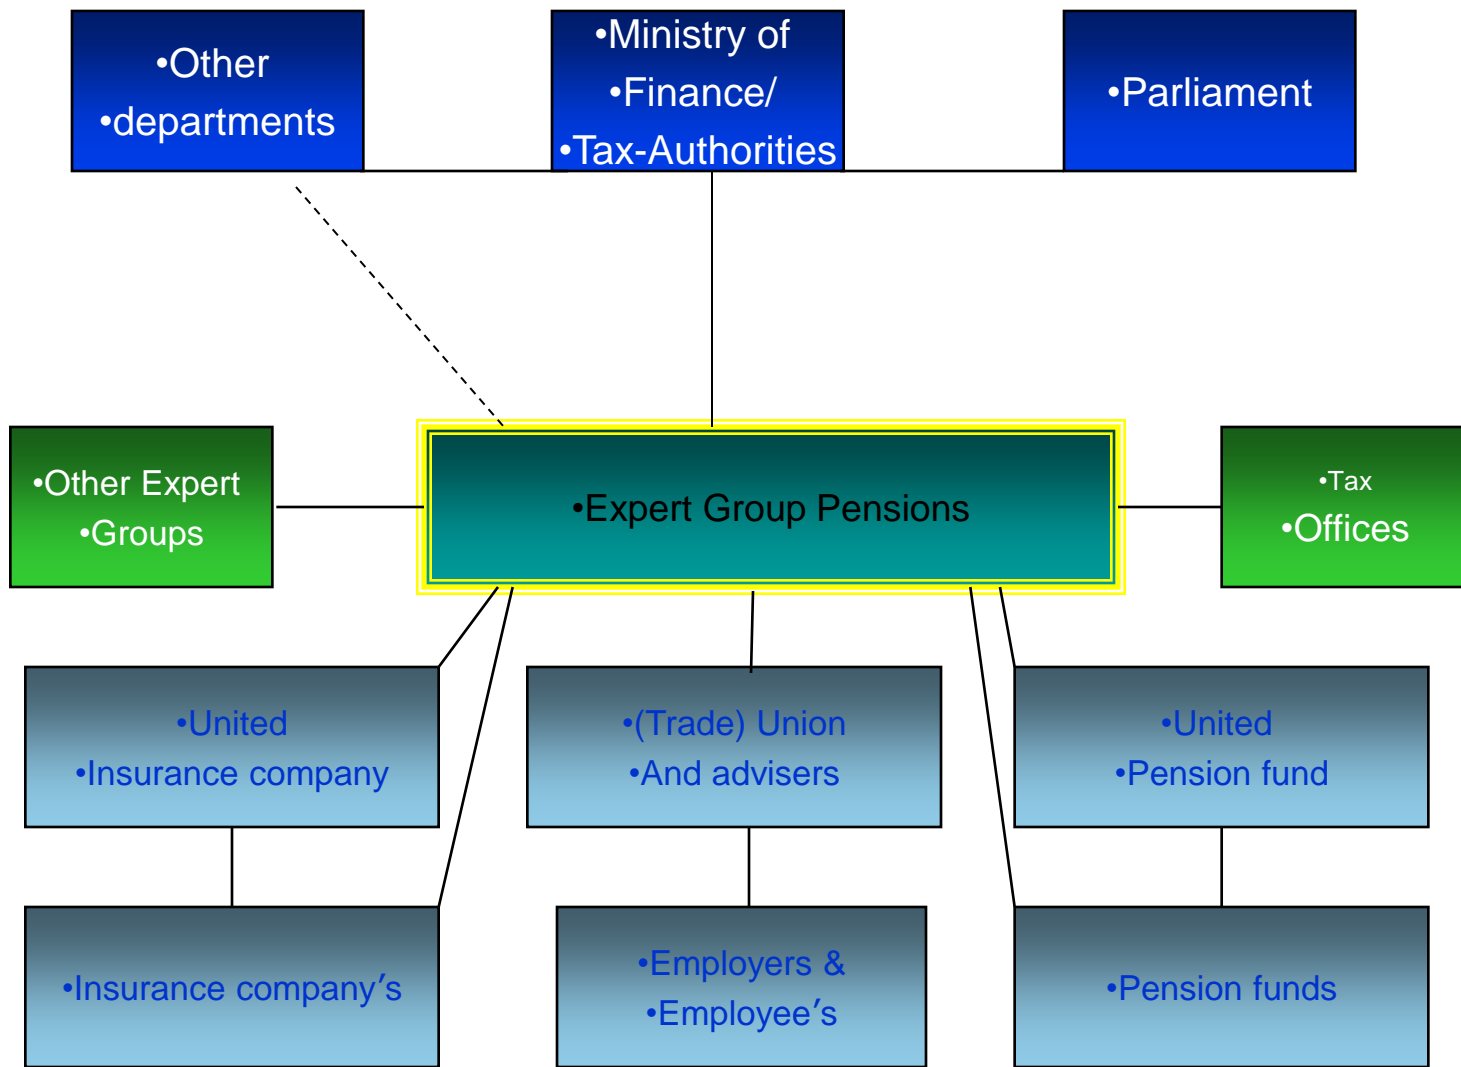 •Other
•departments
•Ministry of
•Finance/
•Tax-Authorities
•Parliament
•Other Expert
•Groups
•Expert Group Pensions
•Tax
•Offices
•United
•Insurance company
•(Trade) Union
•And advisers
•United
•Pension fund
•Insurance company’s
•Employers &
•Employee’s
•Pension funds